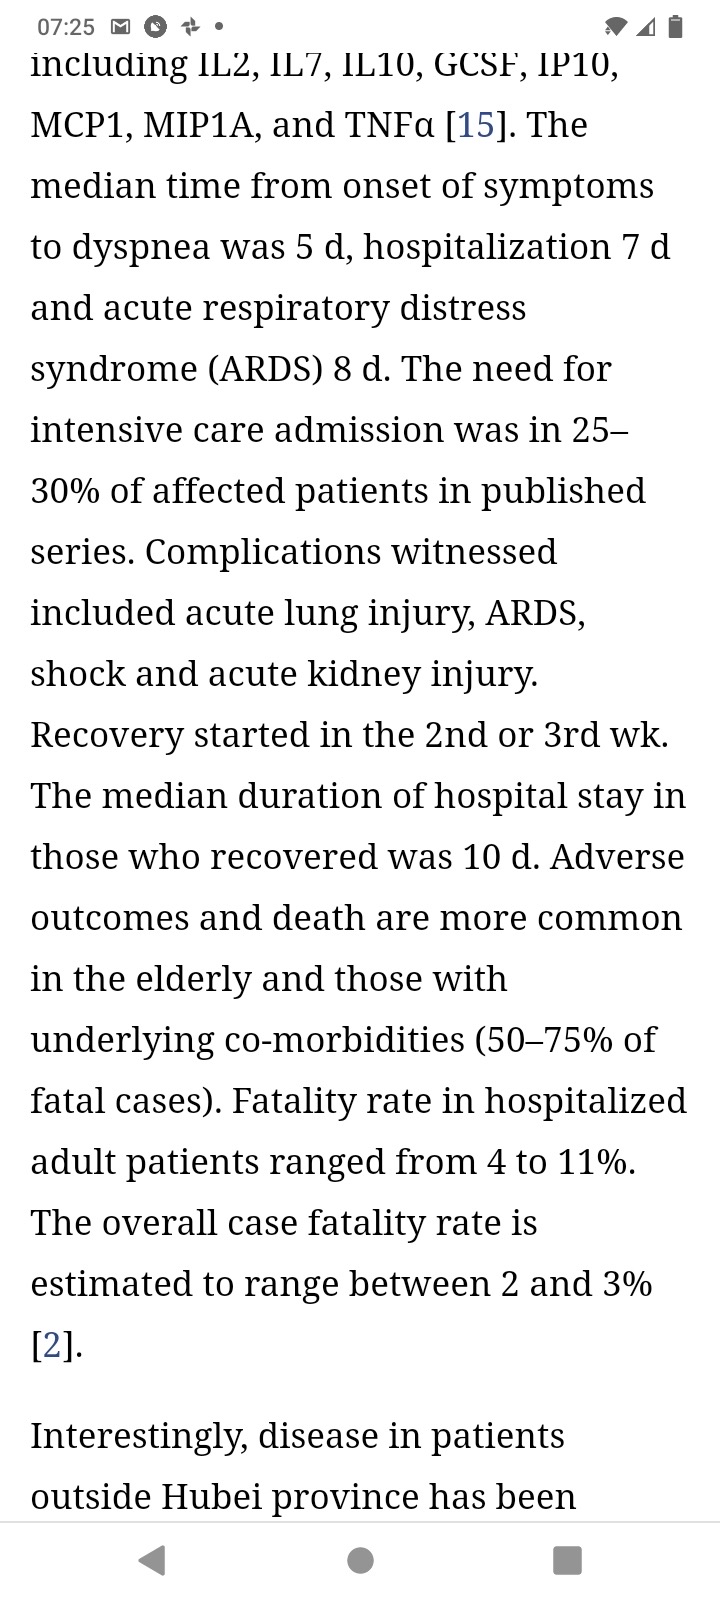 07:25
including IL2, IL7, IL10, GCSF, IP10,
MCP1, MIP1A, and TNFα [15]. The
median time from onset of symptoms
to dyspnea was 5 d, hospitalization 7 d
and acute respiratory distress
syndrome (ARDS) 8 d. The need for
intensive care admission was in 25–
30% of affected patients in published
series. Complications witnessed
included acute lung injury, ARDS,
shock and acute kidney injury.
Recovery started in the 2nd or 3rd wk.
The median duration of hospital stay in
those who recovered was 10 d. Adverse
outcomes and death are more common
in the elderly and those with
underlying co-morbidities (50–75% of
fatal cases). Fatality rate in hospitalized
adult patients ranged from 4 to 11%.
The overall case fatality rate is
estimated to range between 2 and 3%
[2].
Interestingly, disease in patients
outside Hubei province has been